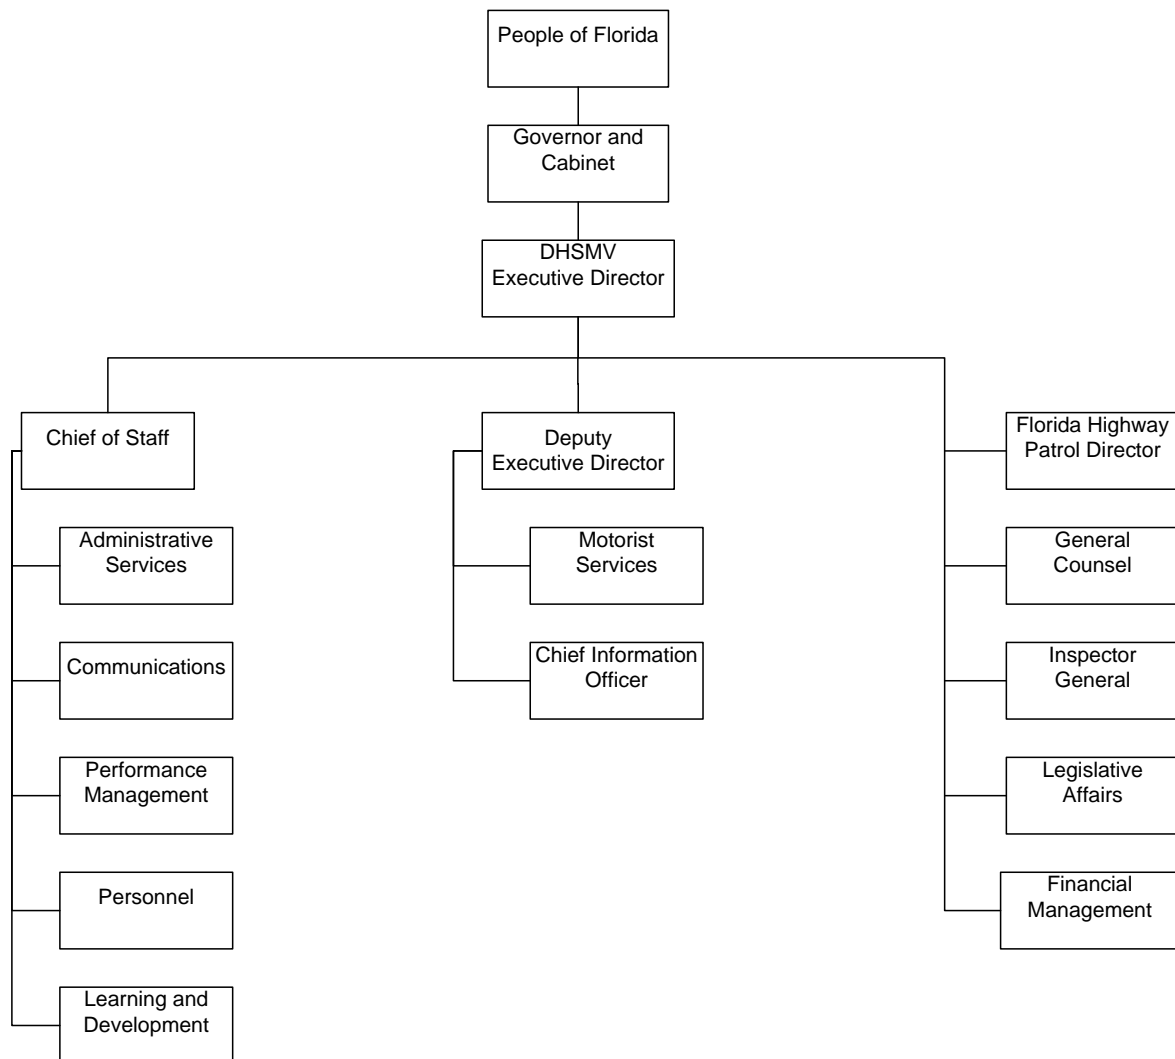 People of Florida
Governor and
Cabinet
DHSMV
Executive Director
Chief of Staff
Deputy
Executive Director
Florida Highway
Patrol Director
Administrative
Services
Motorist
Services
General
Counsel
Communications
Chief Information
Officer
Inspector
General
Performance
Management
Legislative
Affairs
Personnel
Financial
Management
Learning and
Development